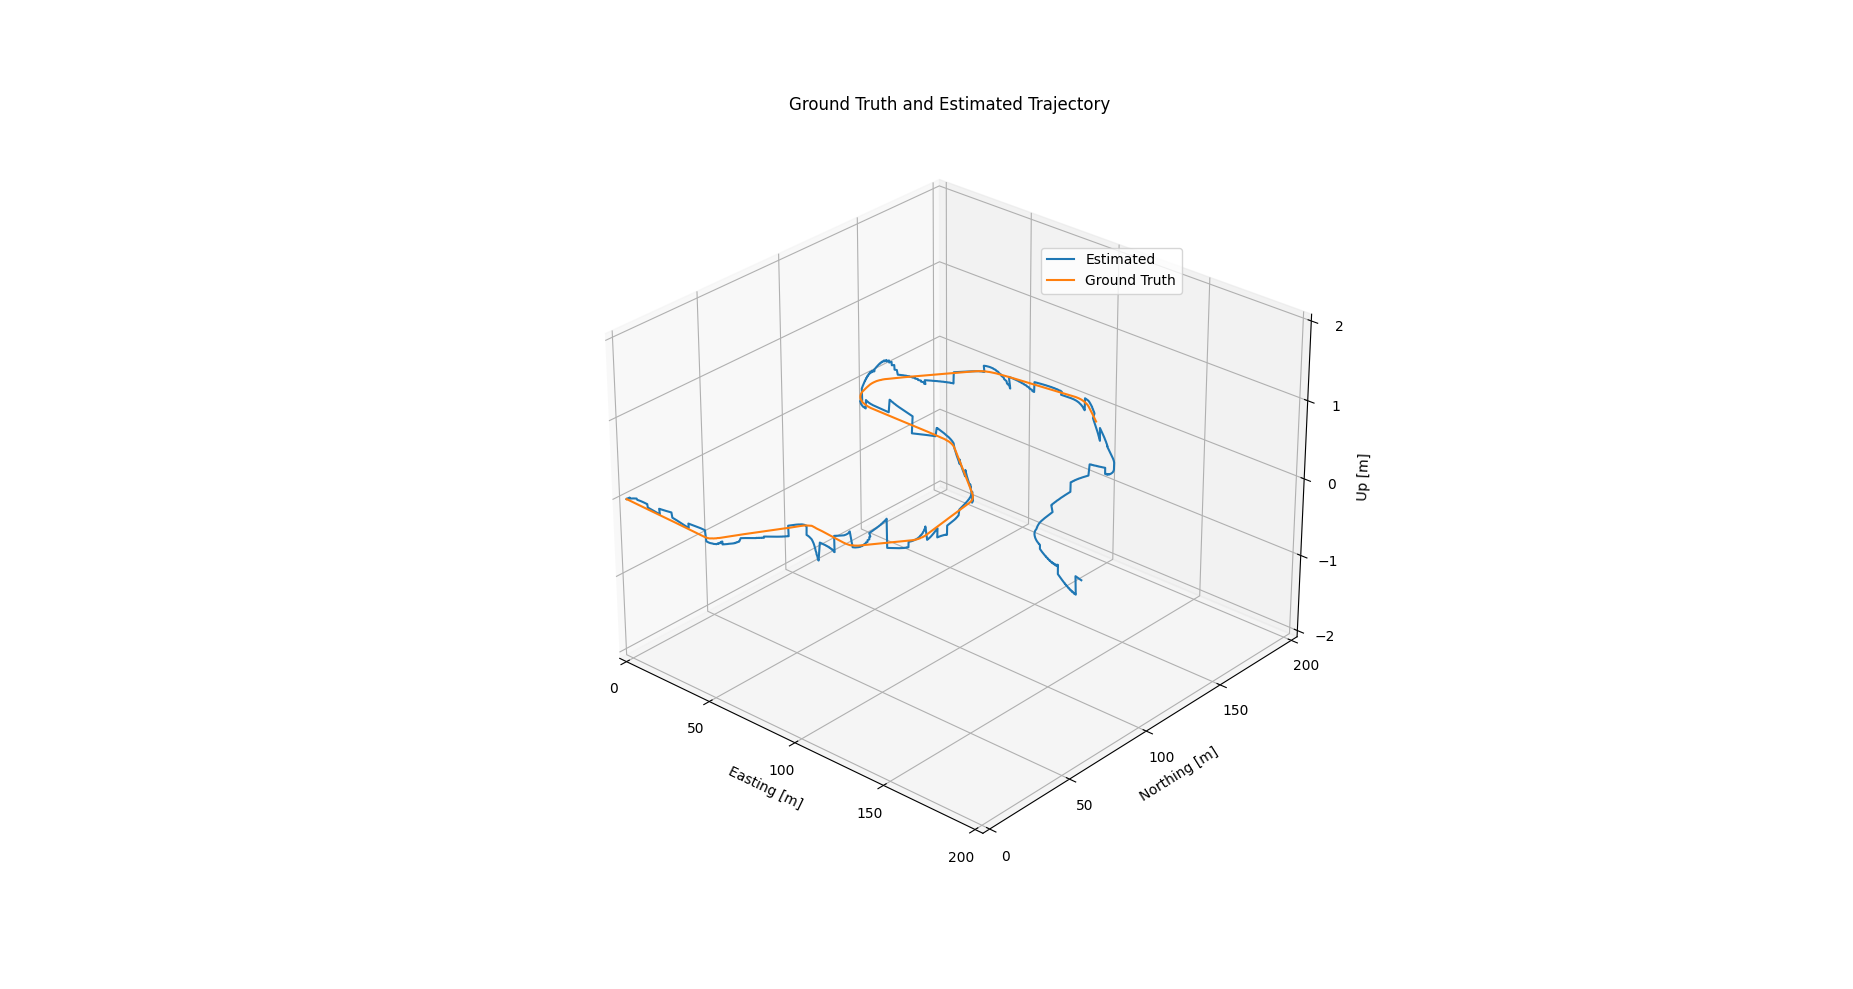 Ground Truth and Estimated Trajectory
Estimated
Ground Truth
2
1
0
−1
−2
Up [m]
0
50
100
150
200
Easting [m]
0
50
100
150
200
Northing [m]